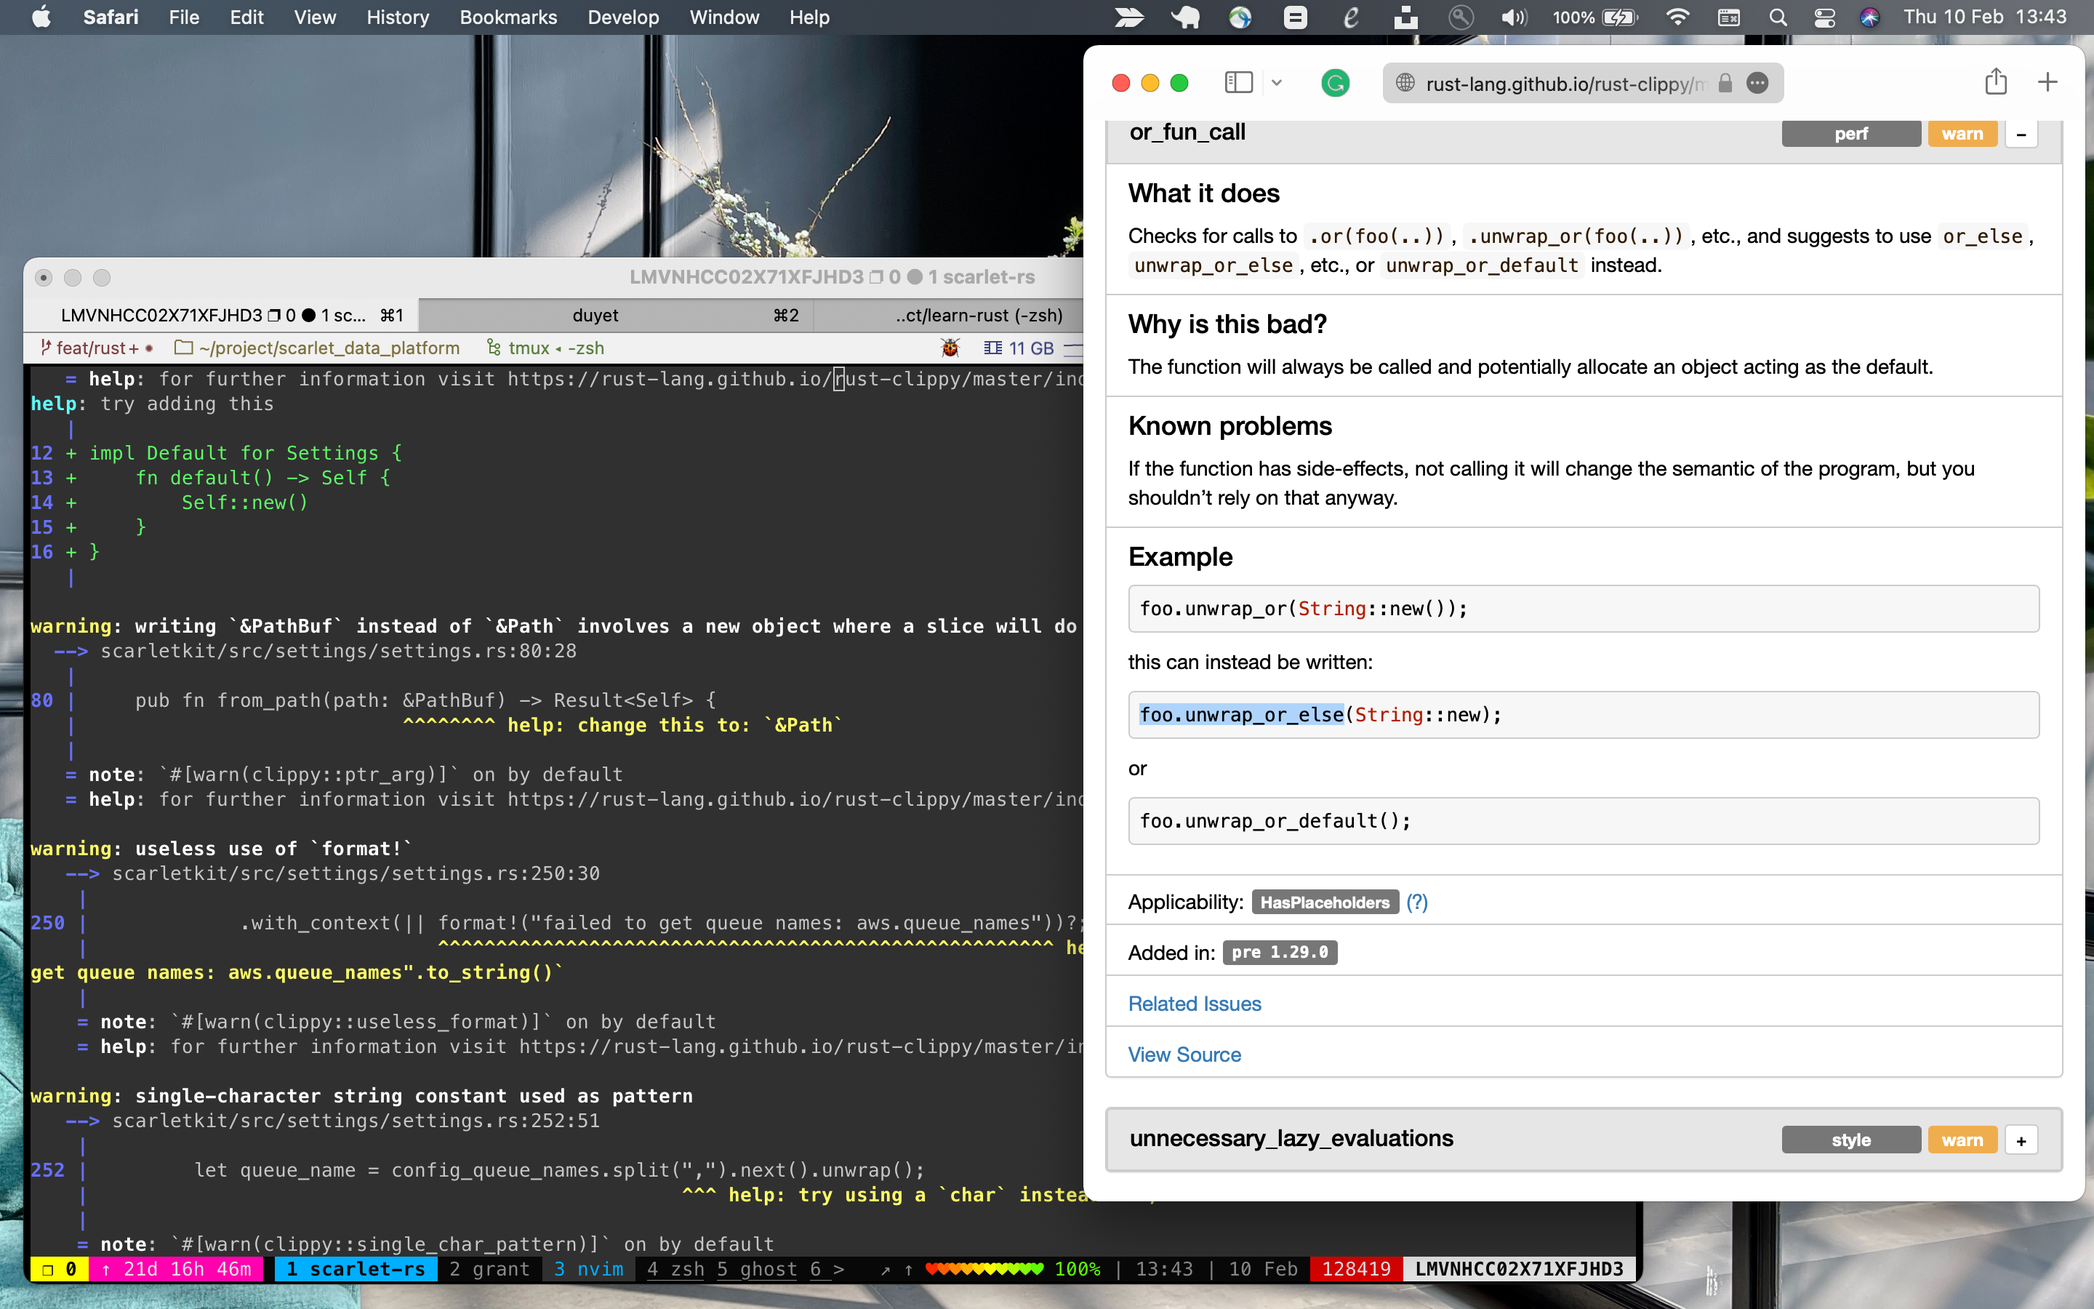 Safari File Edit View History Bookmarks Develop Window Help
100% Thu 10 Feb 13:43
LMVNHCC02X71XFJHD3 0 ● 1 scarlet-rs
LMVNHCC02X71XFJHD3 0 ● 1 sc... ⌘1
duyet ⌘2
..ct/learn-rust (-zsh)
feat/rust+ • ~/project/scarlet_data_platform tmux ◂ -zsh 11 GB
= help: for further information visit https://rust-lang.github.io/rust-clippy/master/ind
help: try adding this
|
12 + impl Default for Settings {
13 +     fn default() -> Self {
14 +         Self::new()
15 +     }
16 + }
|
warning: writing `&PathBuf` instead of `&Path` involves a new object where a slice will do
--> scarletkit/src/settings/settings.rs:80:28
|
80 |     pub fn from_path(path: &PathBuf) -> Result<Self> {
|                            ^^^^^^^^ help: change this to: `&Path`
|
= note: `#[warn(clippy::ptr_arg)]` on by default
= help: for further information visit https://rust-lang.github.io/rust-clippy/master/ind
warning: useless use of `format!`
--> scarletkit/src/settings/settings.rs:250:30
|
250 |             .with_context(|| format!("failed to get queue names: aws.queue_names"))?;
|                              ^^^^^^^^^^^^^^^^^^^^^^^^^^^^^^^^^^^^^^^^^^^^^^^^^^^^^ he
get queue names: aws.queue_names".to_string()`
|
= note: `#[warn(clippy::useless_format)]` on by default
= help: for further information visit https://rust-lang.github.io/rust-clippy/master/in
warning: single-character string constant used as pattern
--> scarletkit/src/settings/settings.rs:252:51
|
252 |         let queue_name = config_queue_names.split(",").next().unwrap();
|                                                   ^^^ help: try using a `char` instea
|
= note: `#[warn(clippy::single_char_pattern)]` on by default
0 ↑ 21d 16h 46m 1 scarlet-rs 2 grant 3 nvim 4 zsh 5 ghost 6 > ↗ ↑ ♥♥♥♥♥♥♥♥♥♥ 100% | 13:43 | 10 Feb 128419 LMVNHCC02X71XFJHD3
rust-lang.github.io/rust-clippy/m
or_fun_call perf warn −
What it does
Checks for calls to .or(foo(..)), .unwrap_or(foo(..)), etc., and suggests to use or_else,
unwrap_or_else, etc., or unwrap_or_default instead.
Why is this bad?
The function will always be called and potentially allocate an object acting as the default.
Known problems
If the function has side-effects, not calling it will change the semantic of the program, but you
shouldn’t rely on that anyway.
Example
foo.unwrap_or(String::new());
this can instead be written:
foo.unwrap_or_else(String::new);
or
foo.unwrap_or_default();
Applicability: HasPlaceholders (?)
Added in: pre 1.29.0
Related Issues
View Source
unnecessary_lazy_evaluations style warn +